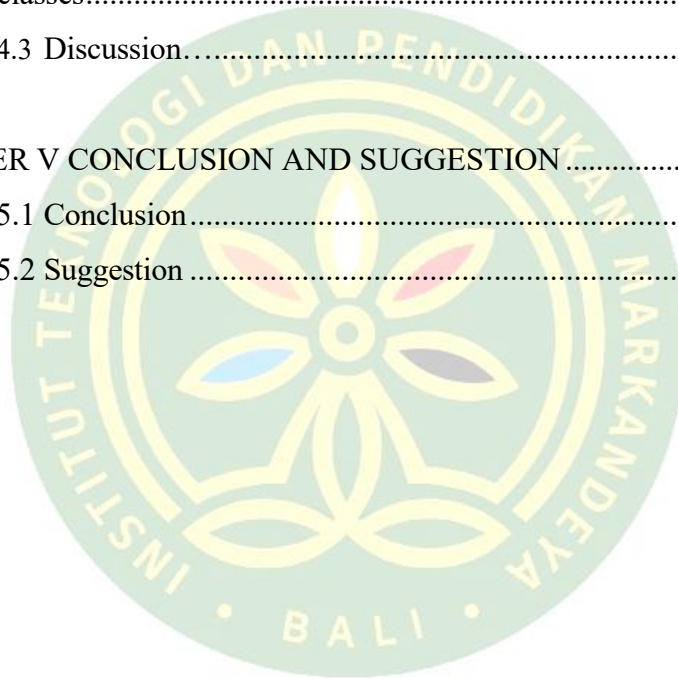 classes....................................................................
4.3 Discussion…..........................................................
ER V CONCLUSION AND SUGGESTION..............
5.1 Conclusion.............................................................
5.2 Suggestion.............................................................
INSTITUT TEKNOLOGI DAN PENDIDIKAN MARKANDEYA
• BALI •